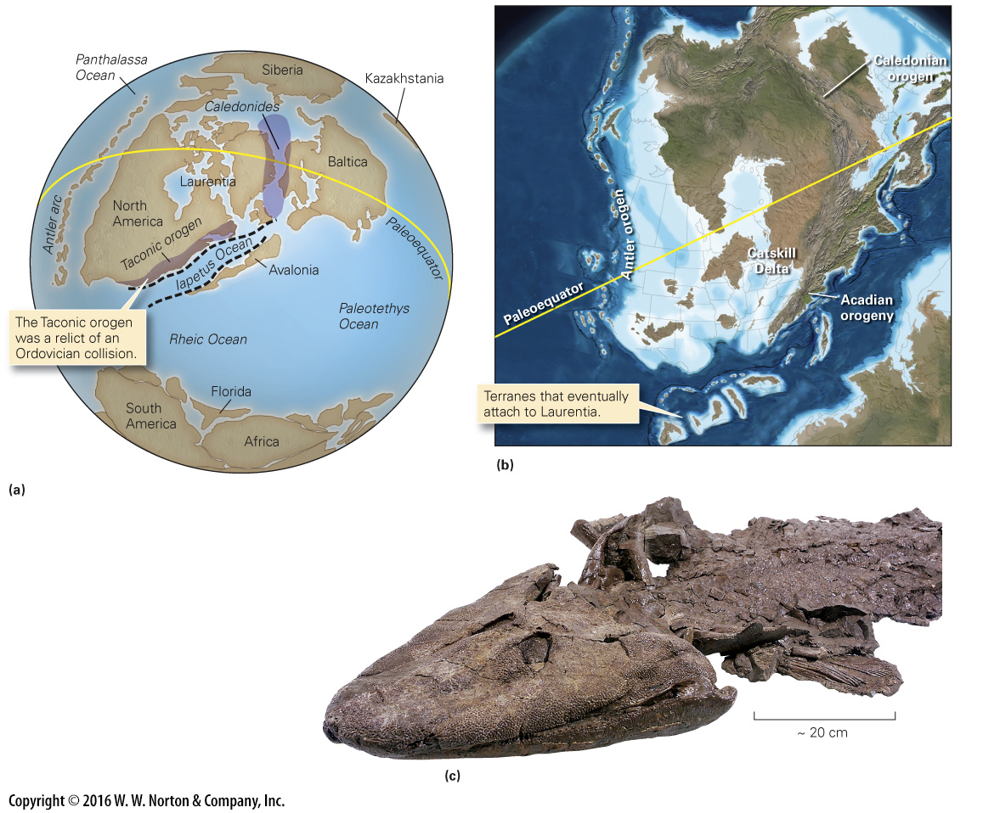 Panthalassa
Ocean
Siberia
Kazakhstania
Caledonides
Baltica
Laurentia
North
America
Antler arc
Taconic orogen
Iapetus Ocean
Avalonia
Paleoequator
Paleotethys
Ocean
Rheic Ocean
The Taconic orogen
was a relict of an
Ordovician collision.
Florida
South
America
Africa
(a)
Caledonian
orogen
Antler orogen
Catskill
Delta
Paleoequator
Acadian
orogeny
Terranes that eventually
attach to Laurentia.
(b)
~ 20 cm
(c)
Copyright © 2016 W. W. Norton & Company, Inc.